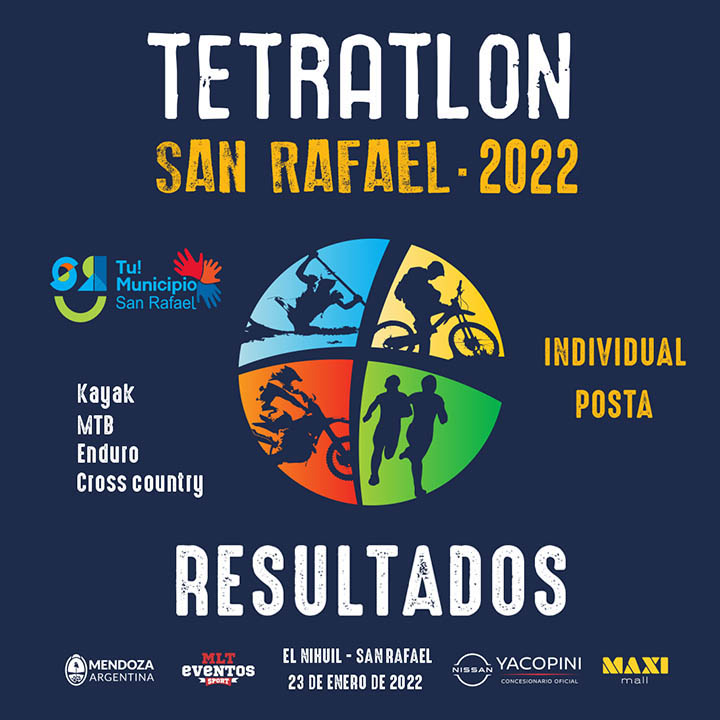 TETRATLON
SAN RAFAEL · 2022
Tu!
Municipio
San Rafael
INDIVIDUAL
POSTA
Kayak
MTB
Enduro
Cross country
RESULTADOS
MENDOZA
ARGENTINA
MLT
eventos
SPORT
EL NIHUIL - SAN RAFAEL
23 DE ENERO DE 2022
NISSAN
YACOPINI
CONCESIONARIO OFICIAL
MAXI
mall